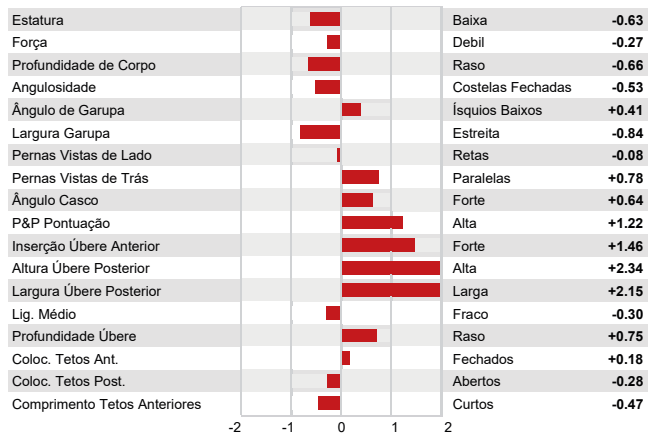 Estatura Baixa -0.63
Força Debil -0.27
Profundidade de Corpo Raso -0.66
Angulosidade Costelas Fechadas -0.53
Ângulo de Garupa Ísquios Baixos +0.41
Largura Garupa Estreita -0.84
Pernas Vistas de Lado Retas -0.08
Pernas Vistas de Trás Paralelas +0.78
Ângulo Casco Forte +0.64
P&P Pontuação Alta +1.22
Inserção Úbere Anterior Forte +1.46
Altura Úbere Posterior Alta +2.34
Largura Úbere Posterior Larga +2.15
Lig. Médio Fraco -0.30
Profundidade Úbere Raso +0.75
Coloc. Tetos Ant. Fechados +0.18
Coloc. Tetos Post. Abertos -0.28
Comprimento Tetos Anteriores Curtos -0.47
-2 -1 0 1 2